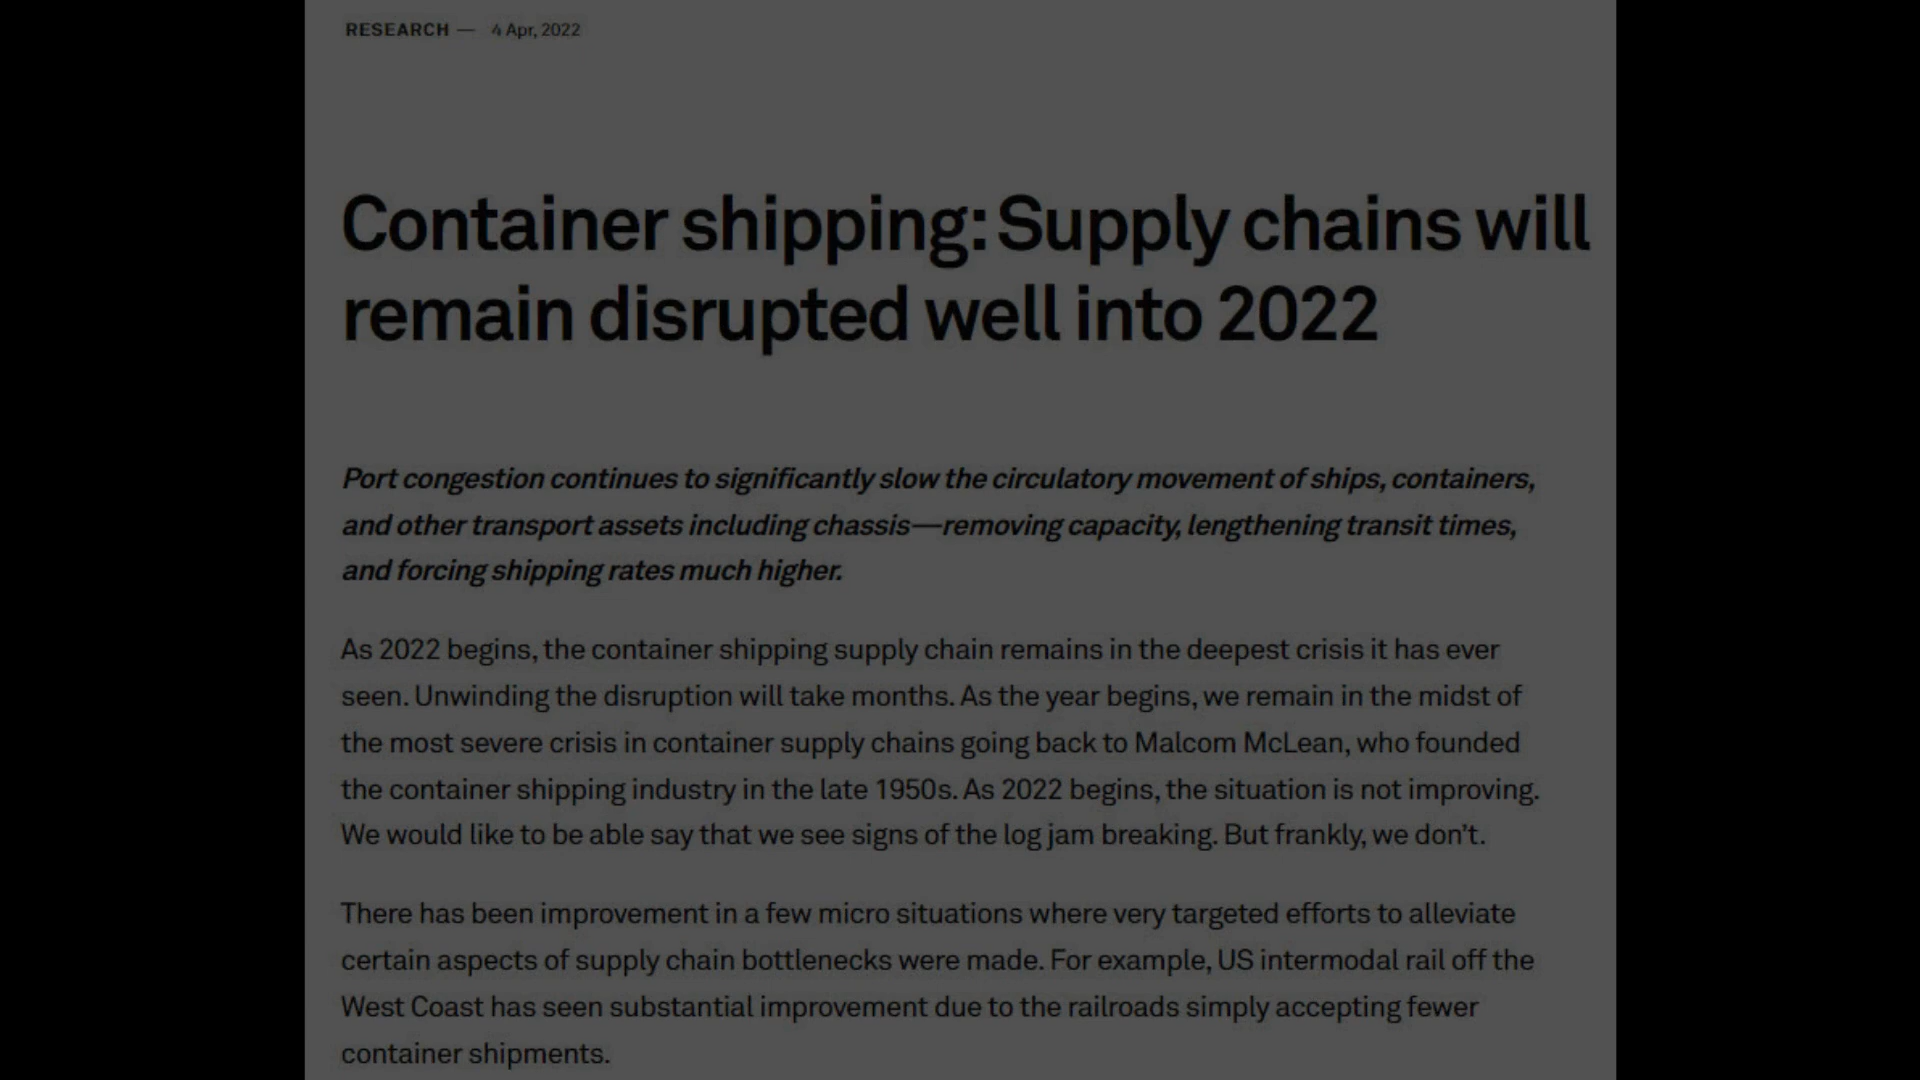 RESEARCH — 4 Apr, 2022
Container shipping: Supply chains will
remain disrupted well into 2022
Port congestion continues to significantly slow the circulatory movement of ships, containers,
and other transport assets including chassis—removing capacity, lengthening transit times,
and forcing shipping rates much higher.
As 2022 begins, the container shipping supply chain remains in the deepest crisis it has ever
seen. Unwinding the disruption will take months. As the year begins, we remain in the midst of
the most severe crisis in container supply chains going back to Malcom McLean, who founded
the container shipping industry in the late 1950s. As 2022 begins, the situation is not improving.
We would like to be able say that we see signs of the log jam breaking. But frankly, we don't.
There has been improvement in a few micro situations where very targeted efforts to alleviate
certain aspects of supply chain bottlenecks were made. For example, US intermodal rail off the
West Coast has seen substantial improvement due to the railroads simply accepting fewer
container shipments.